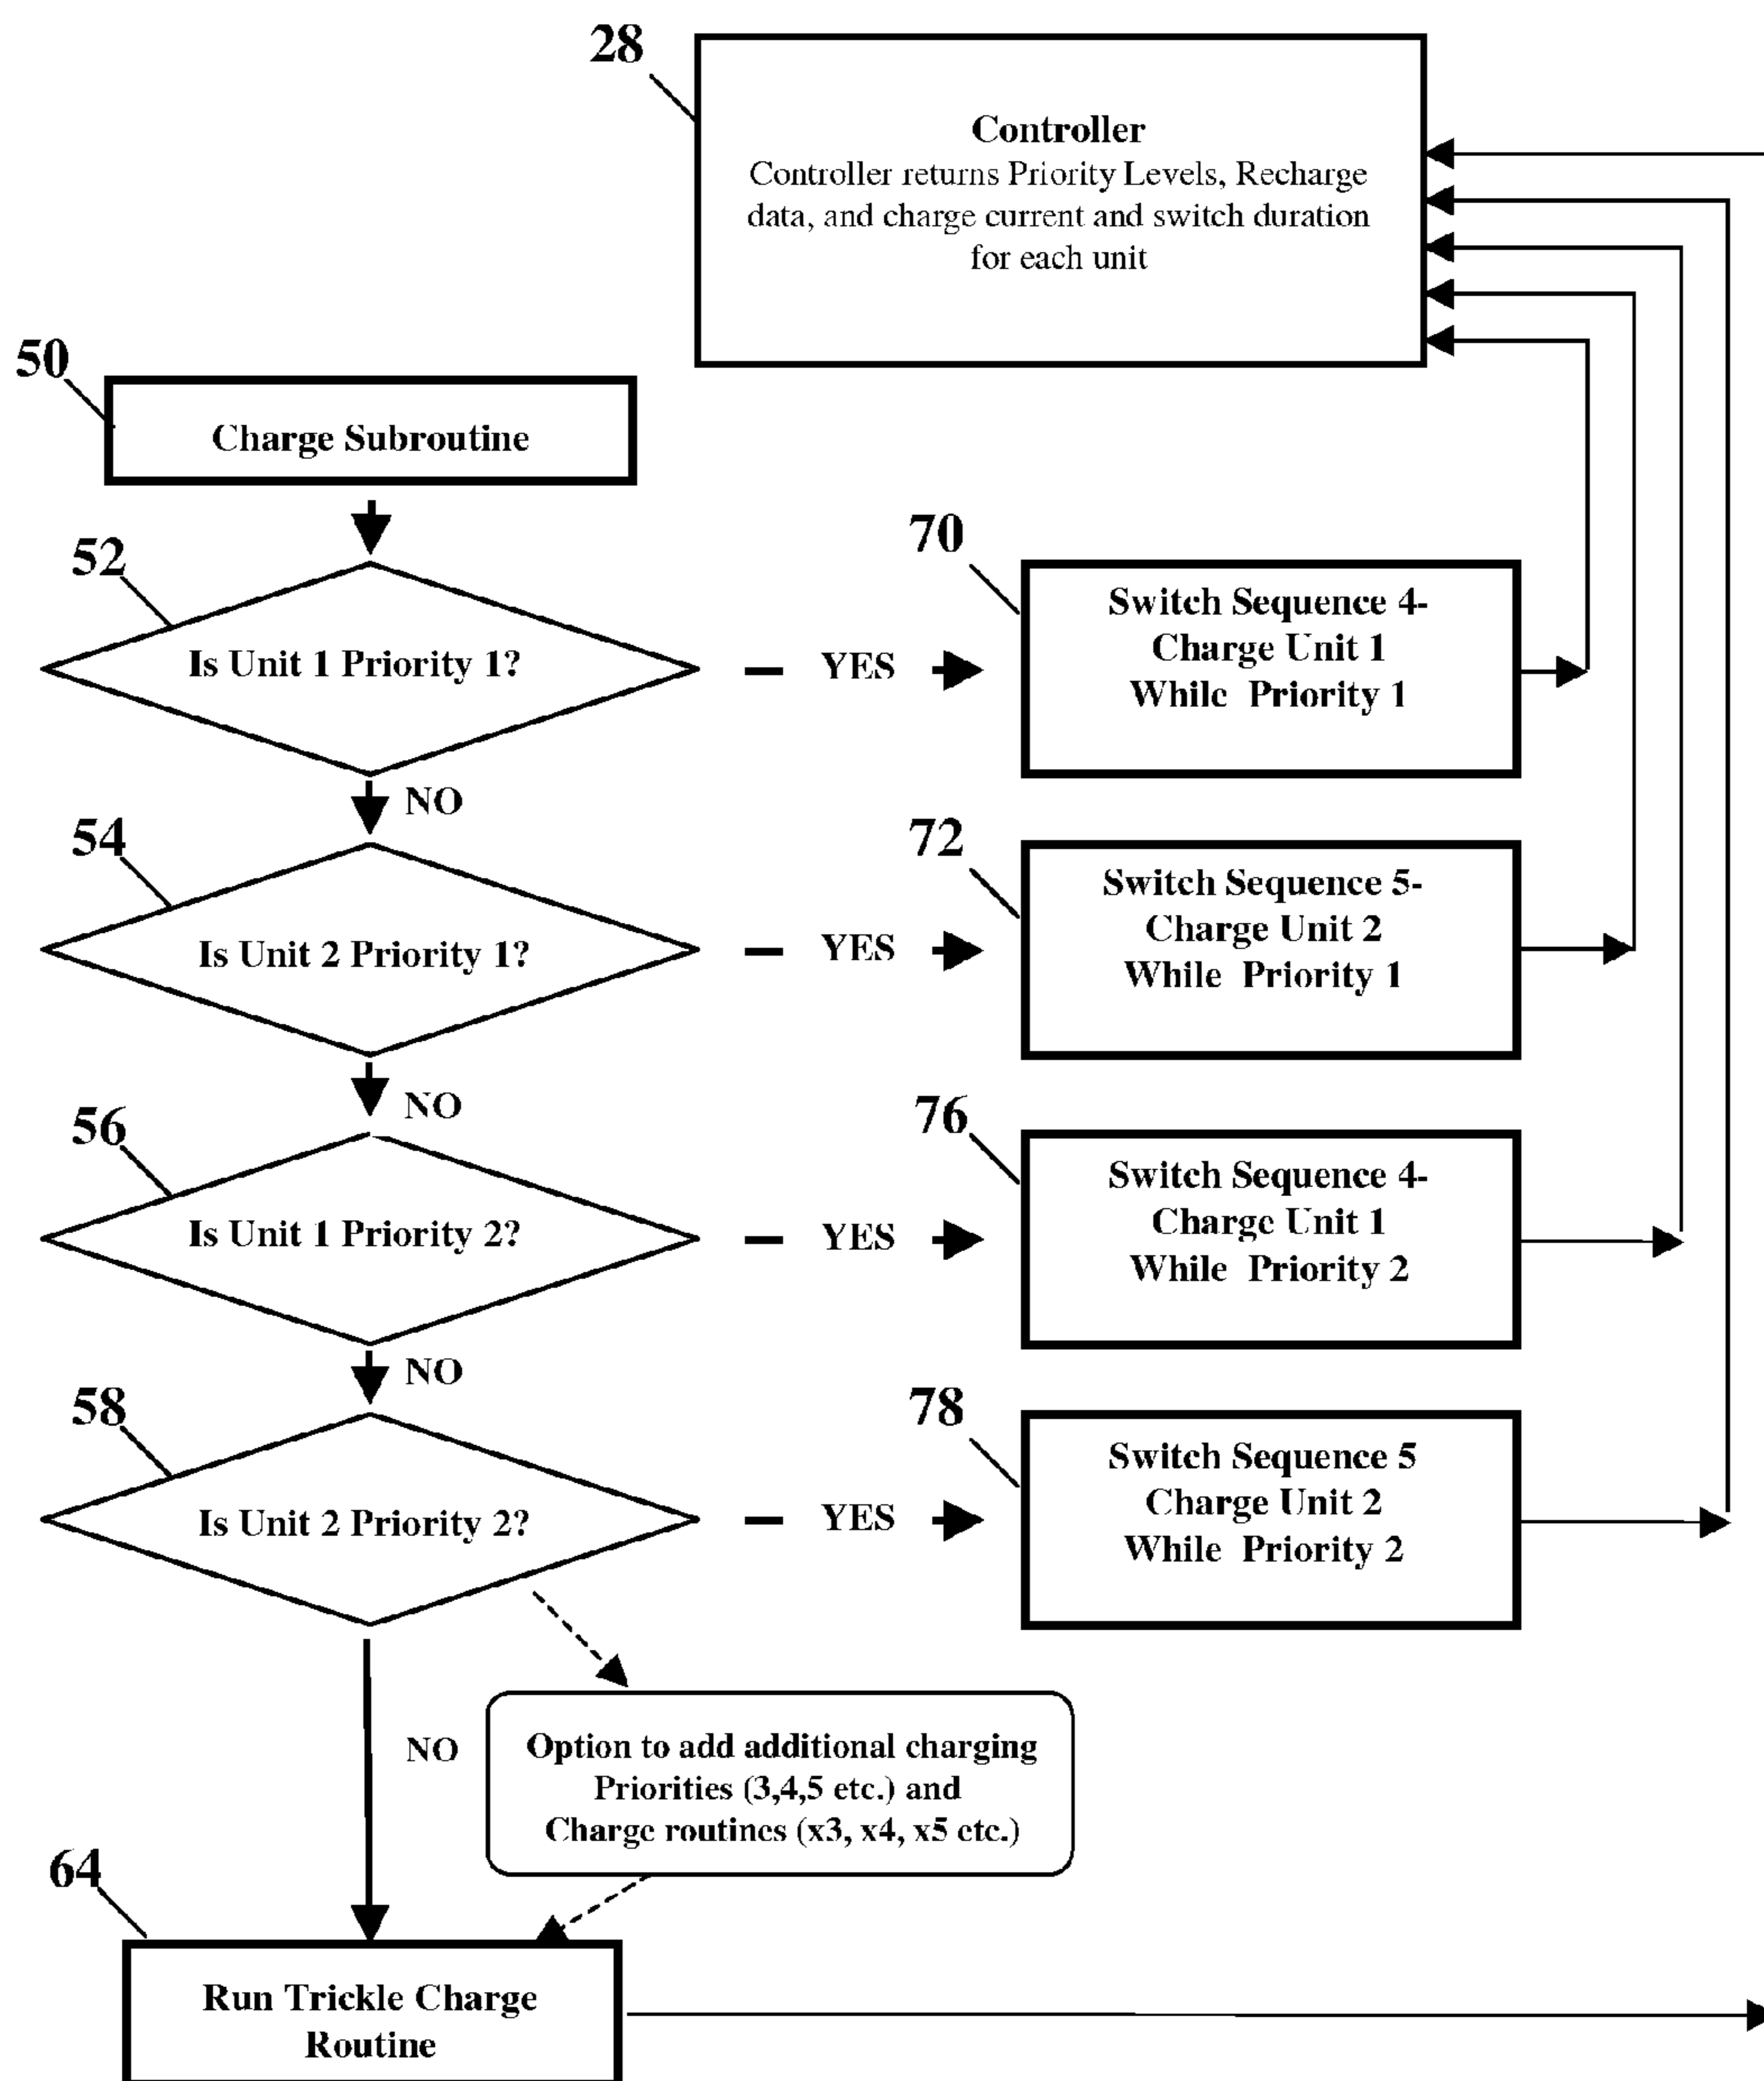 28
Controller
Controller returns Priority Levels, Recharge
data, and charge current and switch duration
for each unit
50
Charge Subroutine
52
Is Unit 1 Priority 1?
YES
70
Switch Sequence 4-
Charge Unit 1
While Priority 1
NO
54
Is Unit 2 Priority 1?
YES
72
Switch Sequence 5-
Charge Unit 2
While Priority 1
NO
56
Is Unit 1 Priority 2?
YES
76
Switch Sequence 4-
Charge Unit 1
While Priority 2
NO
58
Is Unit 2 Priority 2?
YES
78
Switch Sequence 5
Charge Unit 2
While Priority 2
NO
Option to add additional charging
Priorities (3,4,5 etc.) and
Charge routines (x3, x4, x5 etc.)
64
Run Trickle Charge
Routine